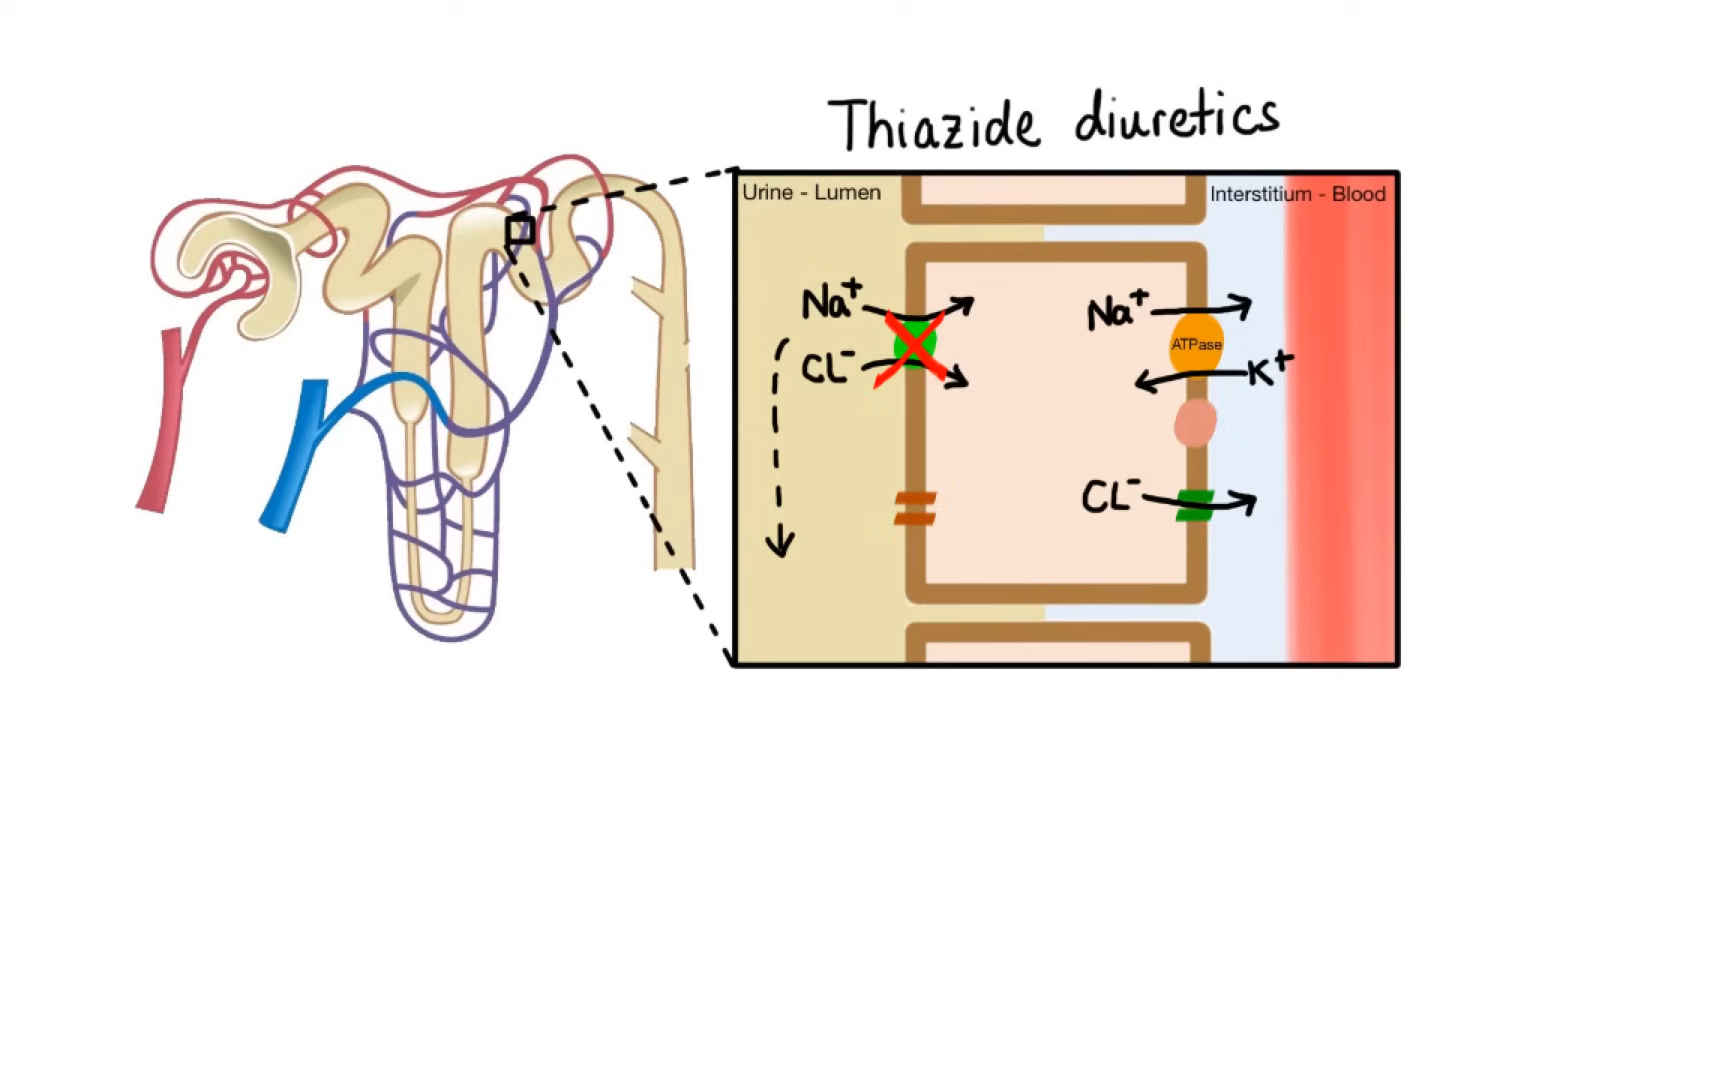 Thiazide diuretics
Urine - Lumen
Interstitium - Blood
Na+
Na+
ATPase
CL-
K+
CL-